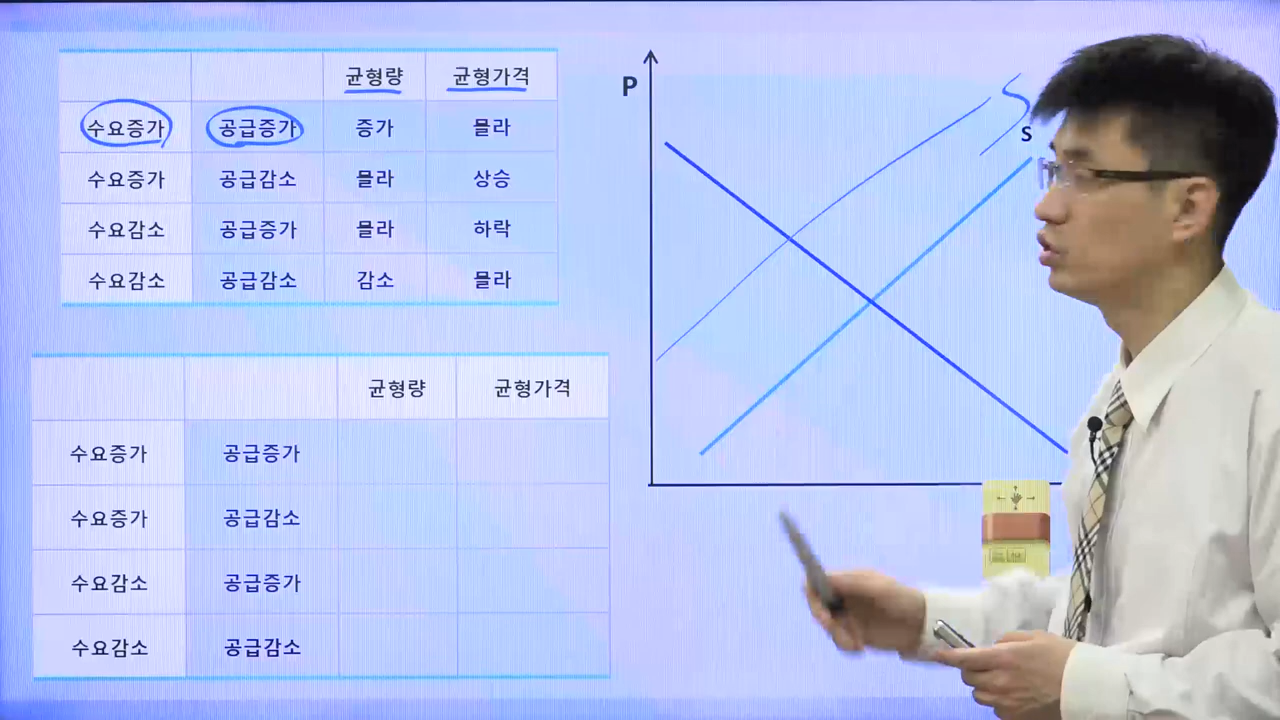 균형량 균형가격
수요증가 공급증가 증가 믈라
수요증가 공급감소 믈라 상승
수요감소 공급증가 믈라 하락
수요감소 공급감소 감소 믈라
균형량 균형가격
수요증가 공급증가
수요증가 공급감소
수요감소 공급증가
수요감소 공급감소
P
S
S